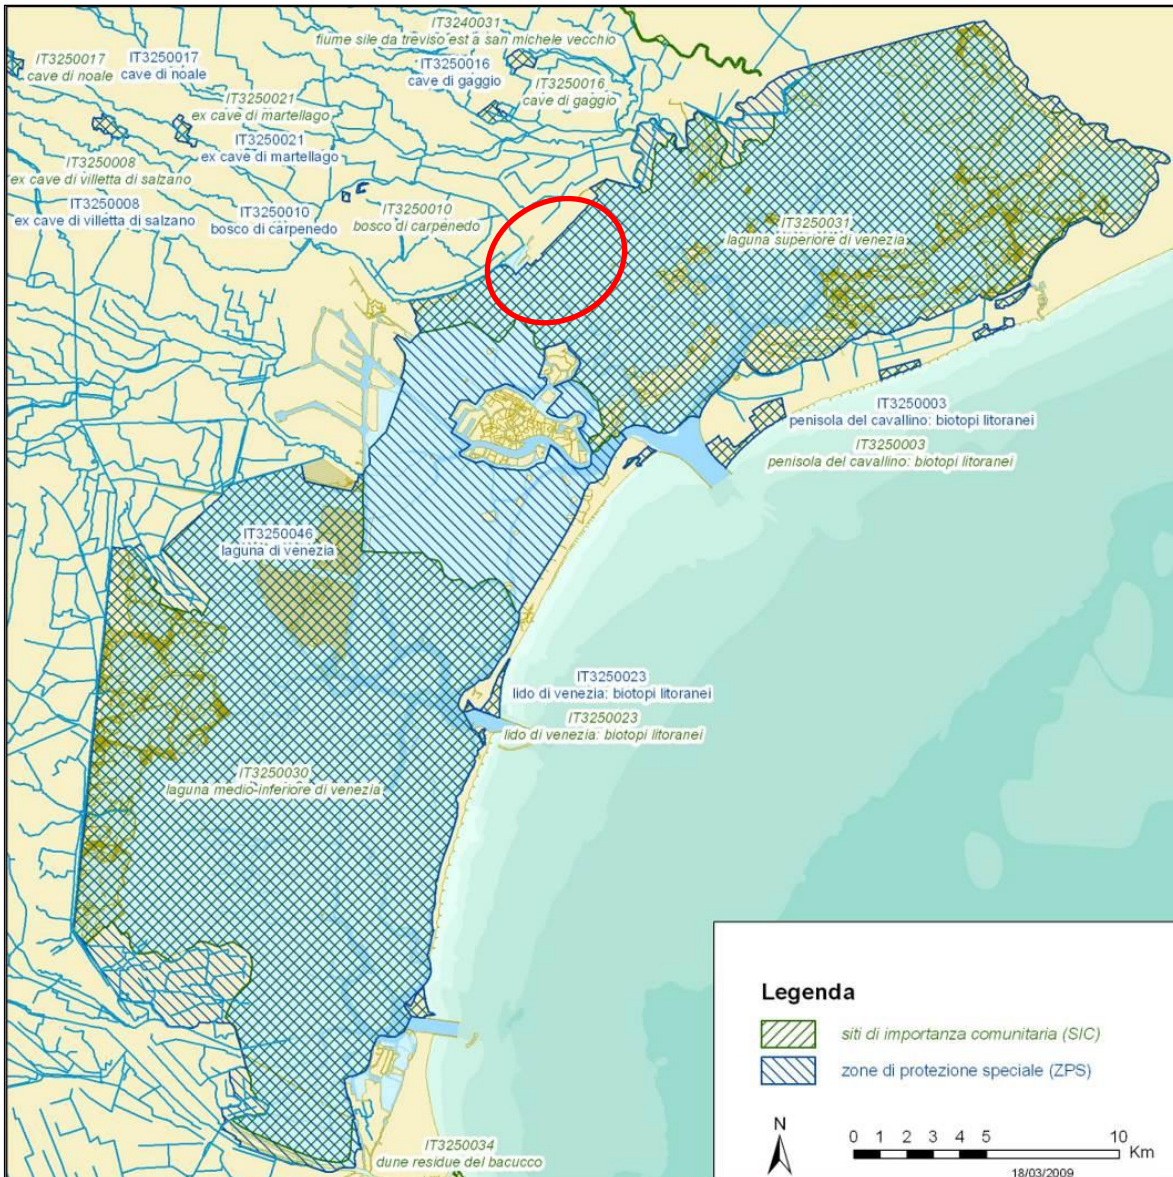 IT3240031
fiume sile da treviso est a san michele vecchio
IT3250017
cave di noale
IT3250017
cave di noale
IT3250016
cave di gaggio
IT3250016
cave di gaggio
IT3250021
ex cave di martellago
IT3250021
ex cave di martellago
IT3250008
ex cave di villetta di salzano
IT3250008
ex cave di villetta di salzano
IT3250010
bosco di carpenedo
IT3250010
bosco di carpenedo
IT3250031
laguna superiore di venezia
IT3250003
penisola del cavallino: biotopi litoranei
IT3250003
penisola del cavallino: biotopi litoranei
IT3250046
laguna di venezia
IT3250023
lido di venezia: biotopi litoranei
IT3250023
lido di venezia: biotopi litoranei
IT3250030
laguna medio-inferiore di venezia
IT3250034
dune residue del bacucco
Legenda
siti di importanza comunitaria (SIC)
zone di protezione speciale (ZPS)
N
0 1 2 3 4 5 10
Km
18/03/2009